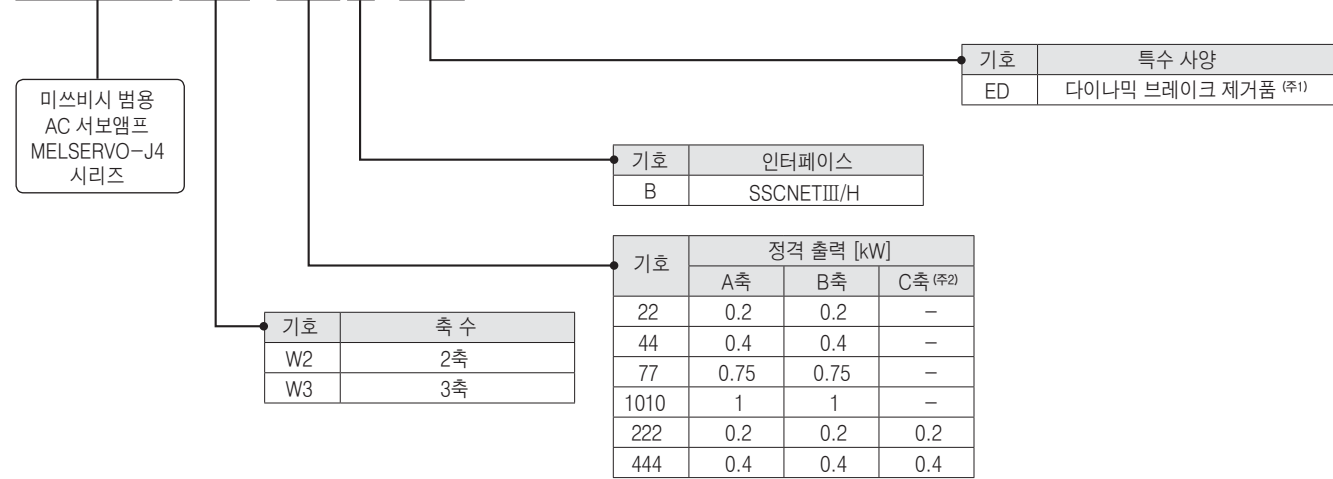 미쓰비시 범용
AC 서보앰프
MELSERVO-J4
시리즈
기호 특수 사양
ED 다이나믹 브레이크 제거품 (주1)
기호 인터페이스
B SSCNETⅢ/H
기호 정격 출력 [kW]
A축 B축 C축 (주2)
22 0.2 0.2 -
44 0.4 0.4 -
77 0.75 0.75 -
1010 1 1 -
222 0.2 0.2 0.2
444 0.4 0.4 0.4
기호 축 수
W2 2축
W3 3축